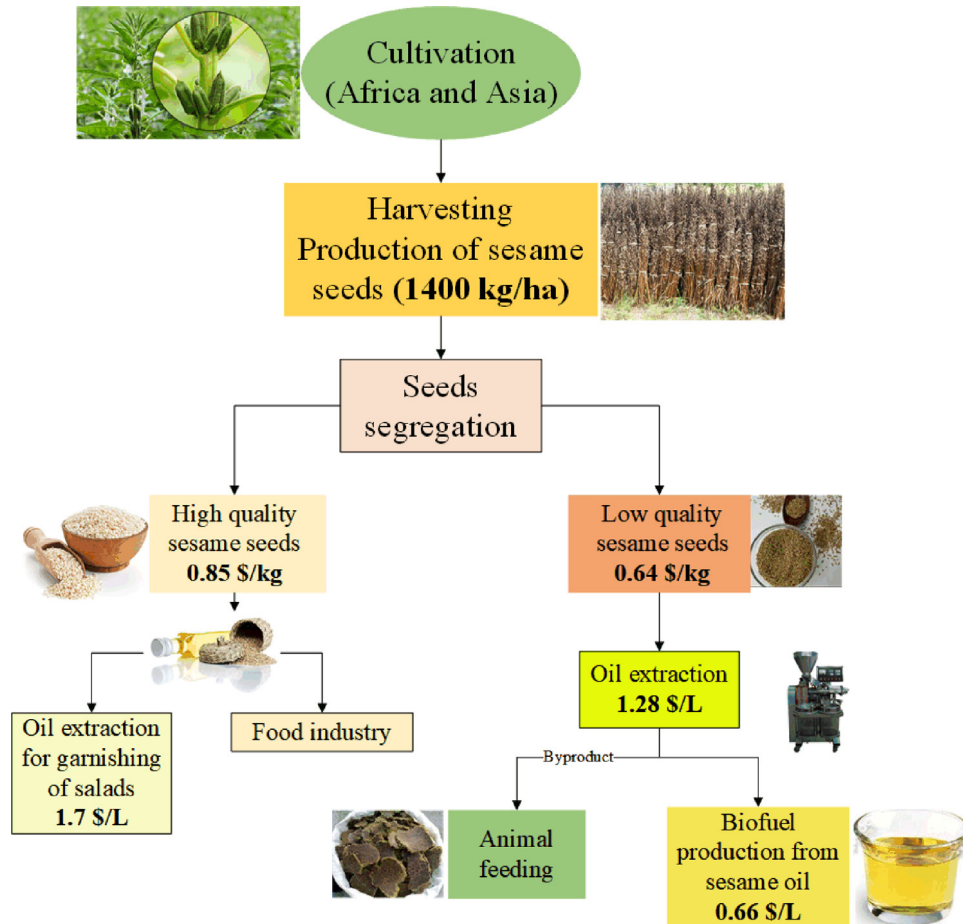 Cultivation
(Africa and Asia)
Harvesting
Production of sesame
seeds (1400 kg/ha)
Seeds
segregation
High quality
sesame seeds
0.85 $/kg
Low quality
sesame seeds
0.64 $/kg
Oil extraction
1.28 $/L
Oil extraction
for garnishing
of salads
1.7 $/L
Food industry
Byproduct
Animal
feeding
Biofuel
production from
sesame oil
0.66 $/L